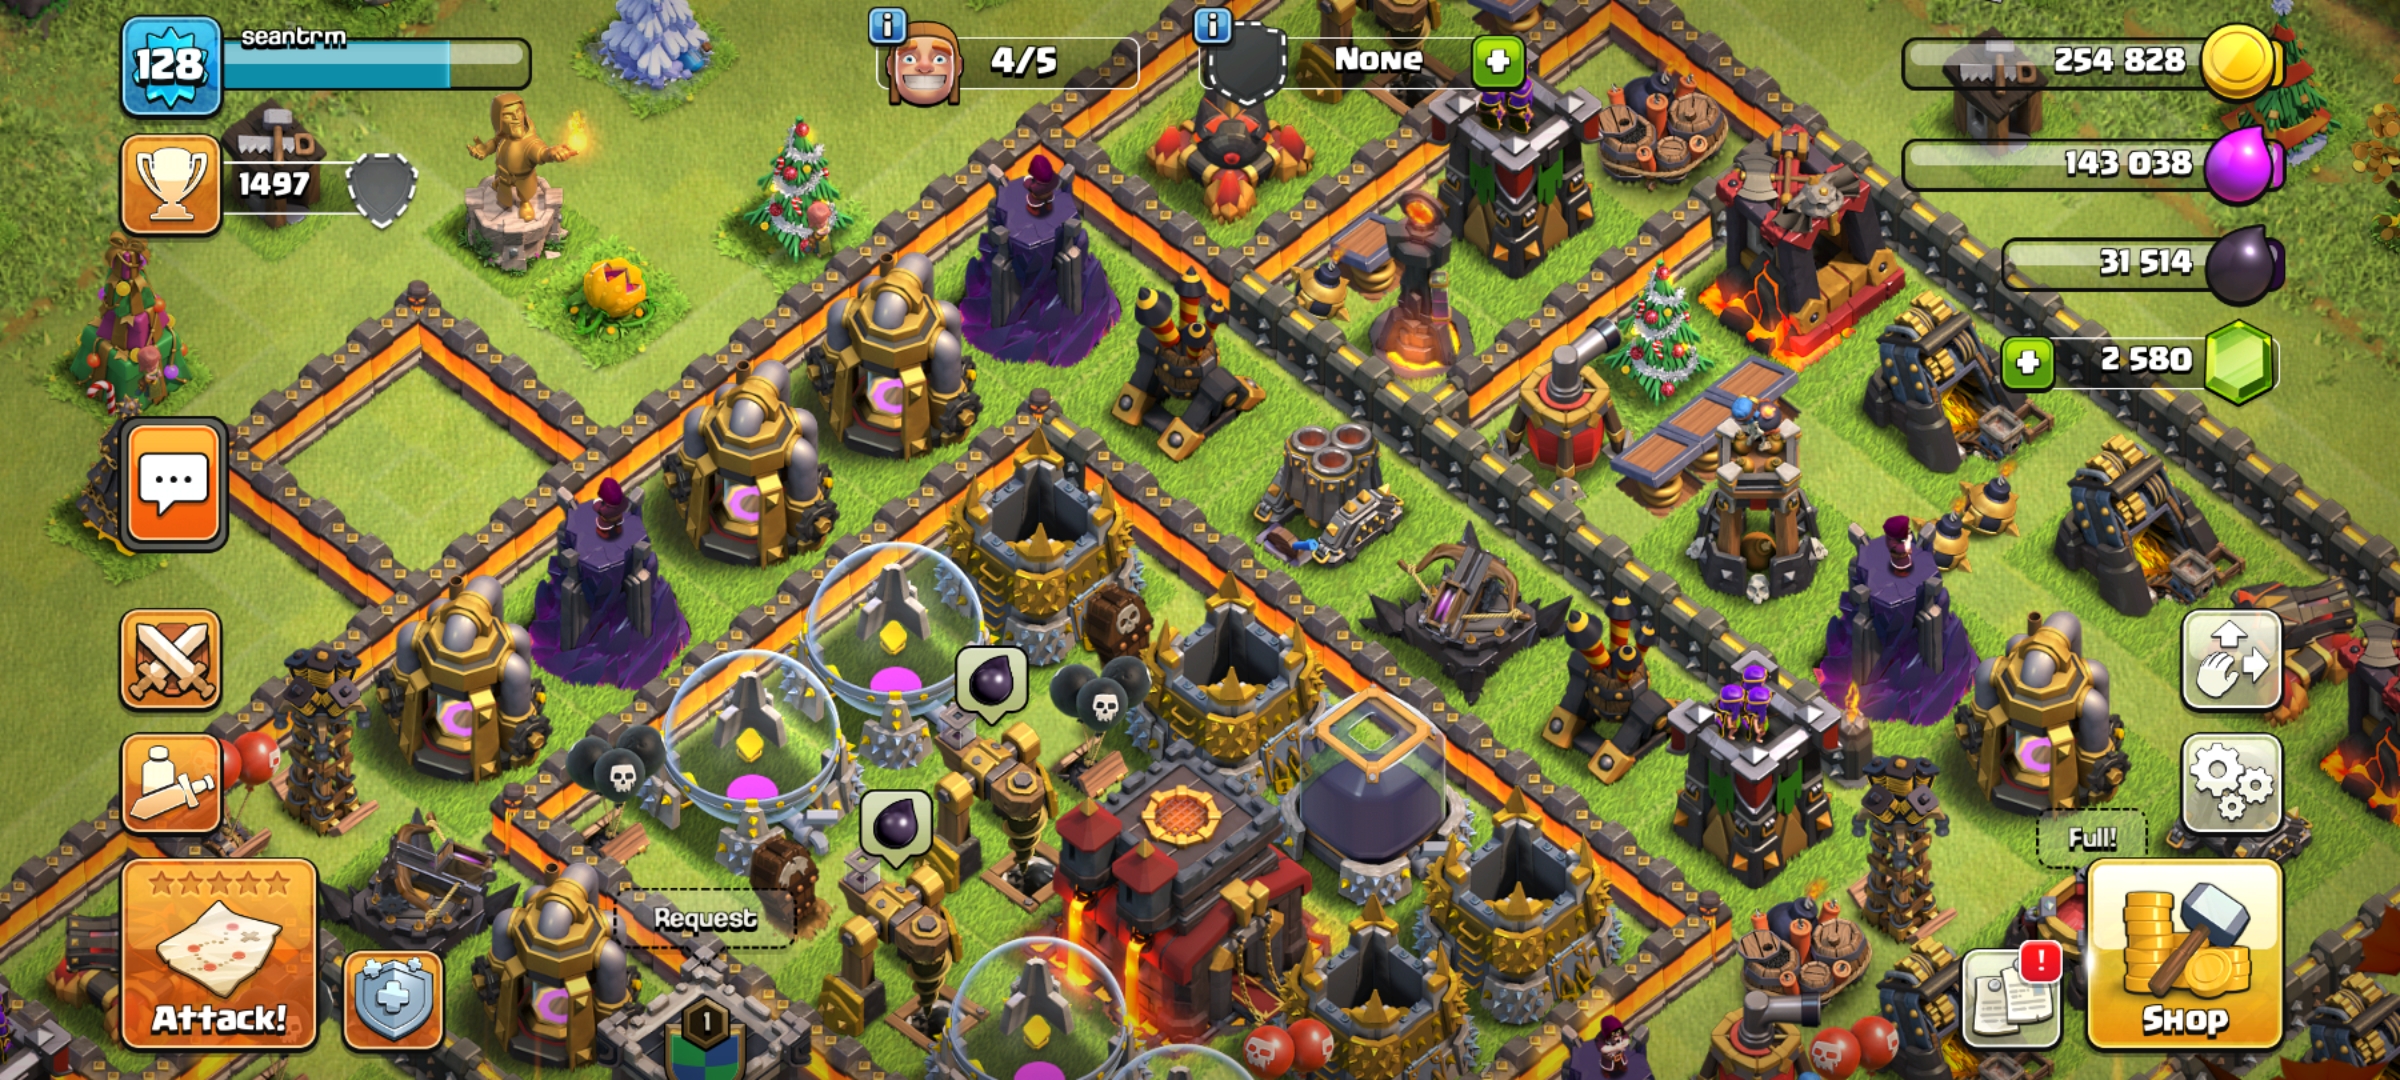 128
seantrm
4/5
None
254 828
1497
143 038
31 514
2 580
Full!
Request
1
Attack!
!
Shop